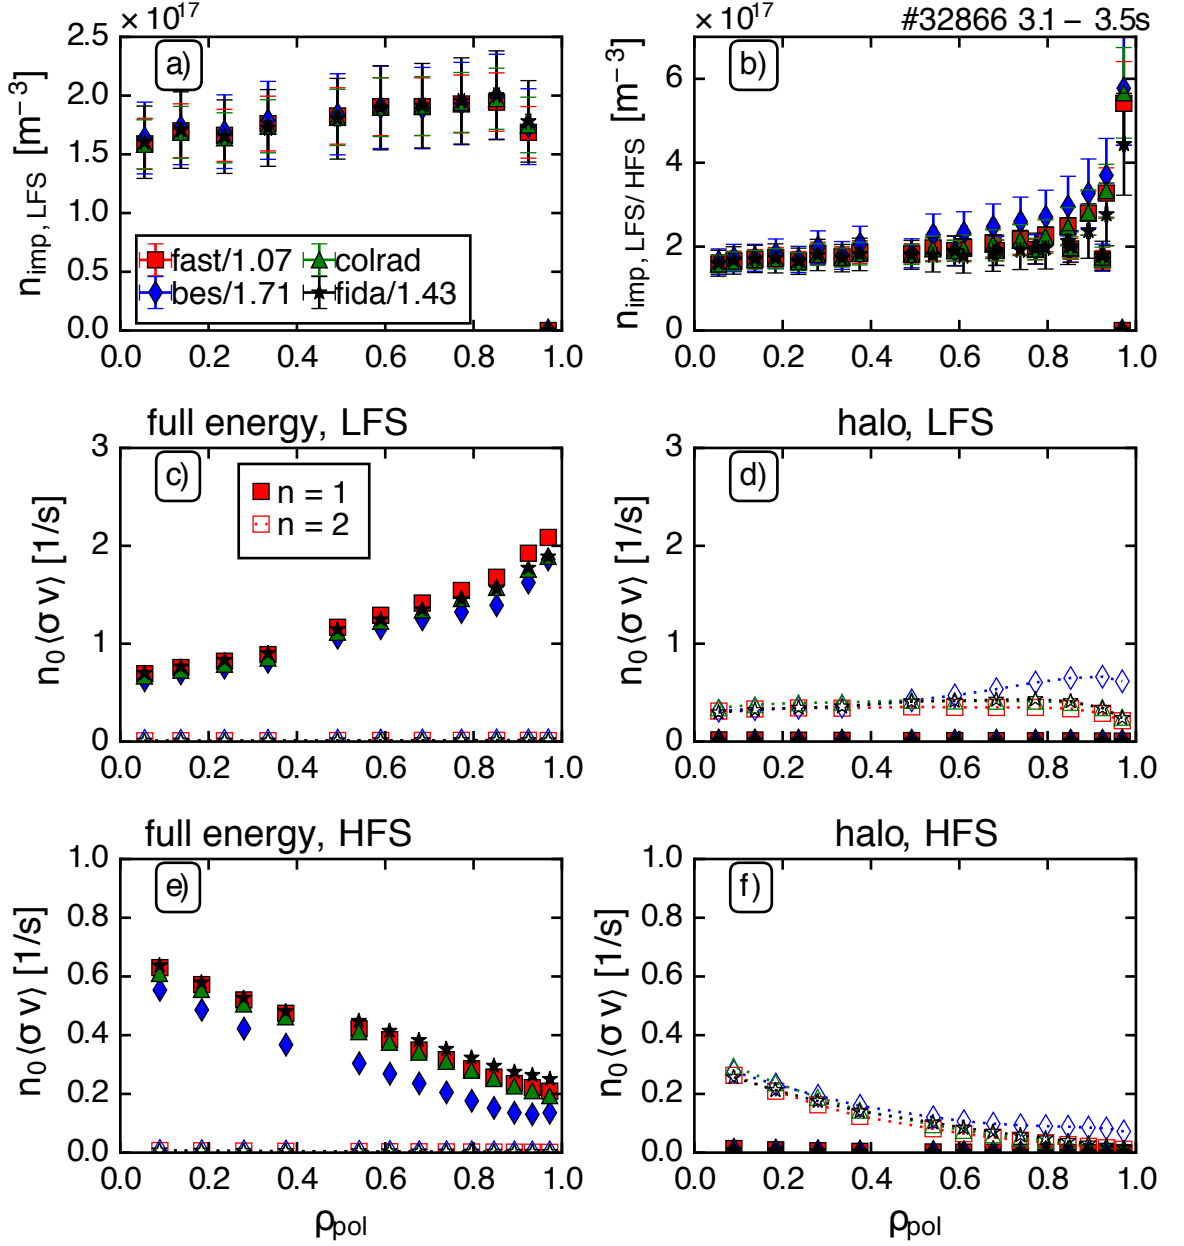 × 10¹⁷
2.5
2.0
1.5
1.0
0.5
0.0
0.0 0.2 0.4 0.6 0.8 1.0
n_imp, LFS [m⁻³]
a)
fast/1.07 colrad
bes/1.71 fida/1.43
× 10¹⁷ #32866 3.1 – 3.5s
6
4
2
0
0.0 0.2 0.4 0.6 0.8 1.0
n_imp, LFS/ HFS [m⁻³]
b)
full energy, LFS
3
2
1
0
0.0 0.2 0.4 0.6 0.8 1.0
n₀⟨σ v⟩ [1/s]
c)
n = 1
n = 2
halo, LFS
3
2
1
0
0.0 0.2 0.4 0.6 0.8 1.0
n₀⟨σ v⟩ [1/s]
d)
full energy, HFS
1.0
0.8
0.6
0.4
0.2
0.0
0.0 0.2 0.4 0.6 0.8 1.0
n₀⟨σ v⟩ [1/s]
e)
ρ_pol
halo, HFS
1.0
0.8
0.6
0.4
0.2
0.0
0.0 0.2 0.4 0.6 0.8 1.0
n₀⟨σ v⟩ [1/s]
f)
ρ_pol